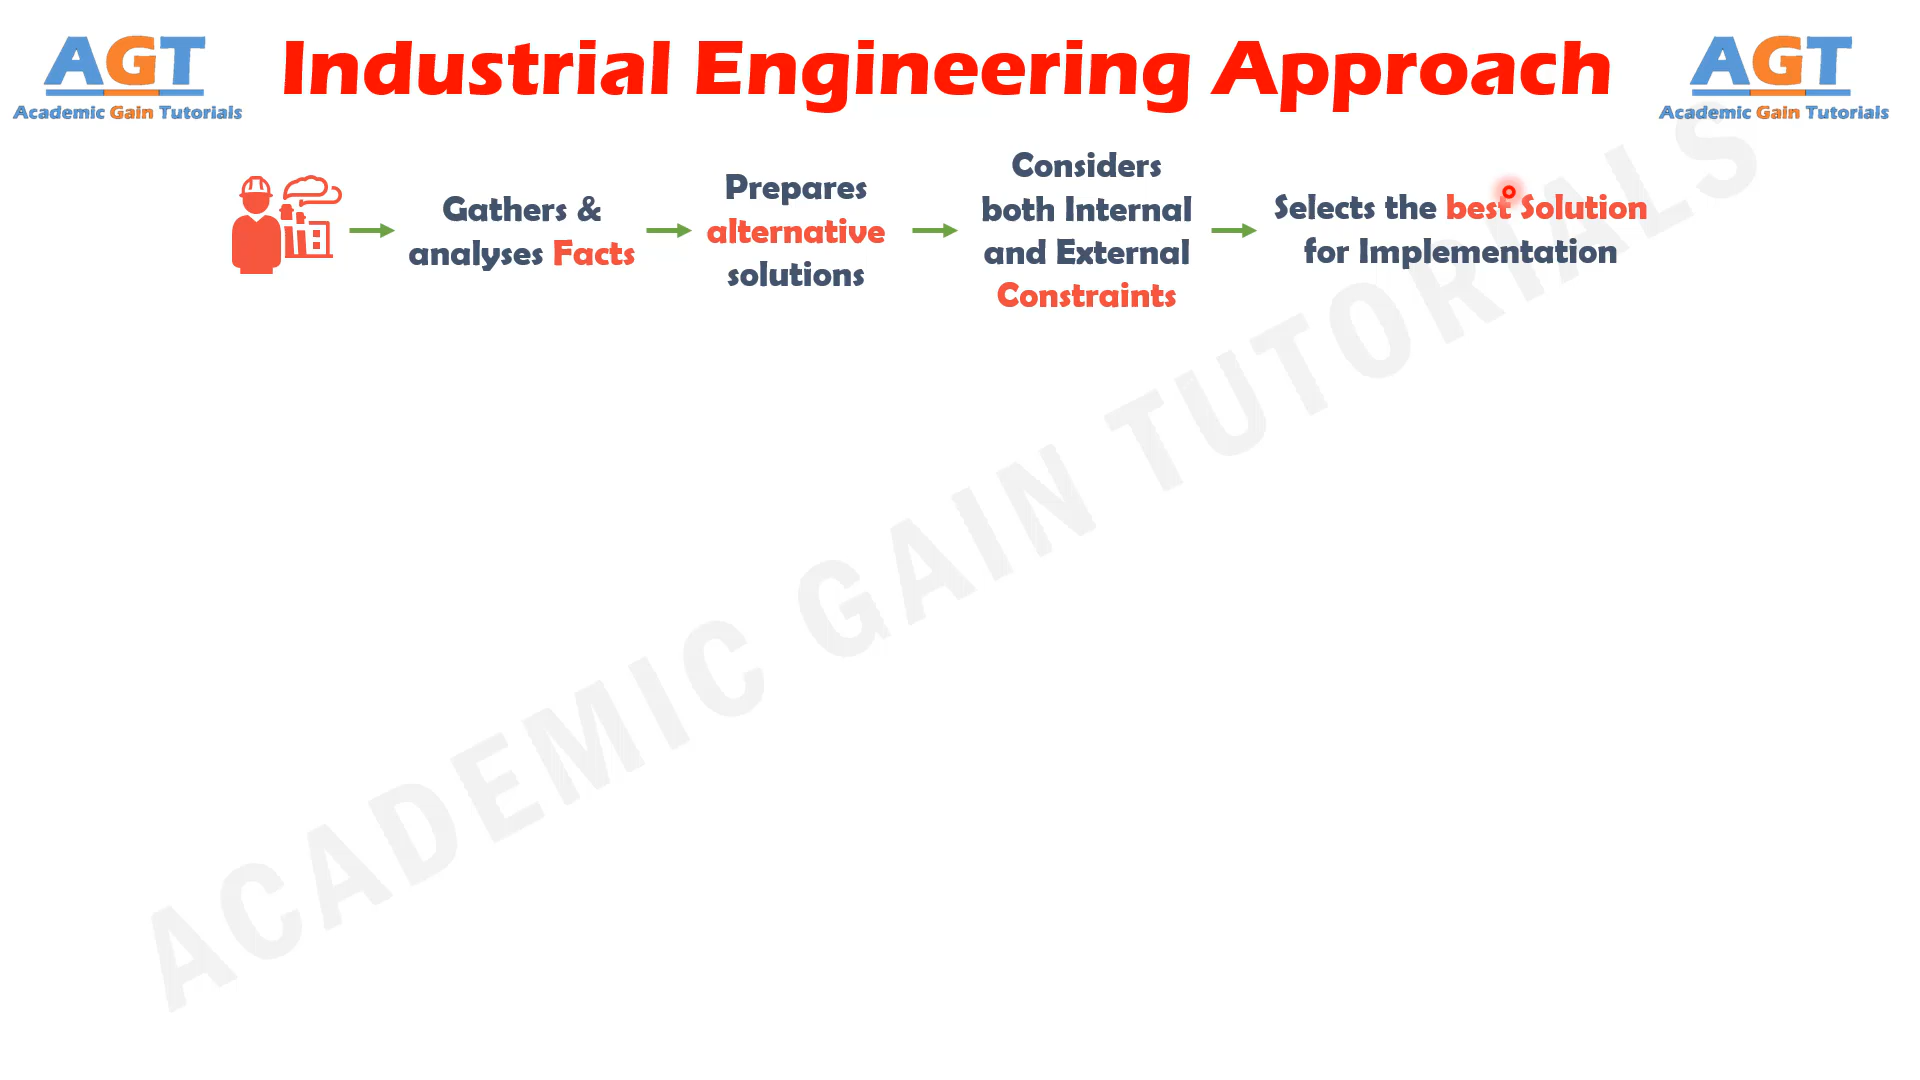 AGT
Academic Gain Tutorials
Industrial Engineering Approach
AGT
Academic Gain Tutorials
Gathers &
analyses Facts
Prepares
alternative
solutions
Considers
both Internal
and External
Constraints
Selects the best Solution
for Implementation
ACADEMIC GAIN TUTORIALS